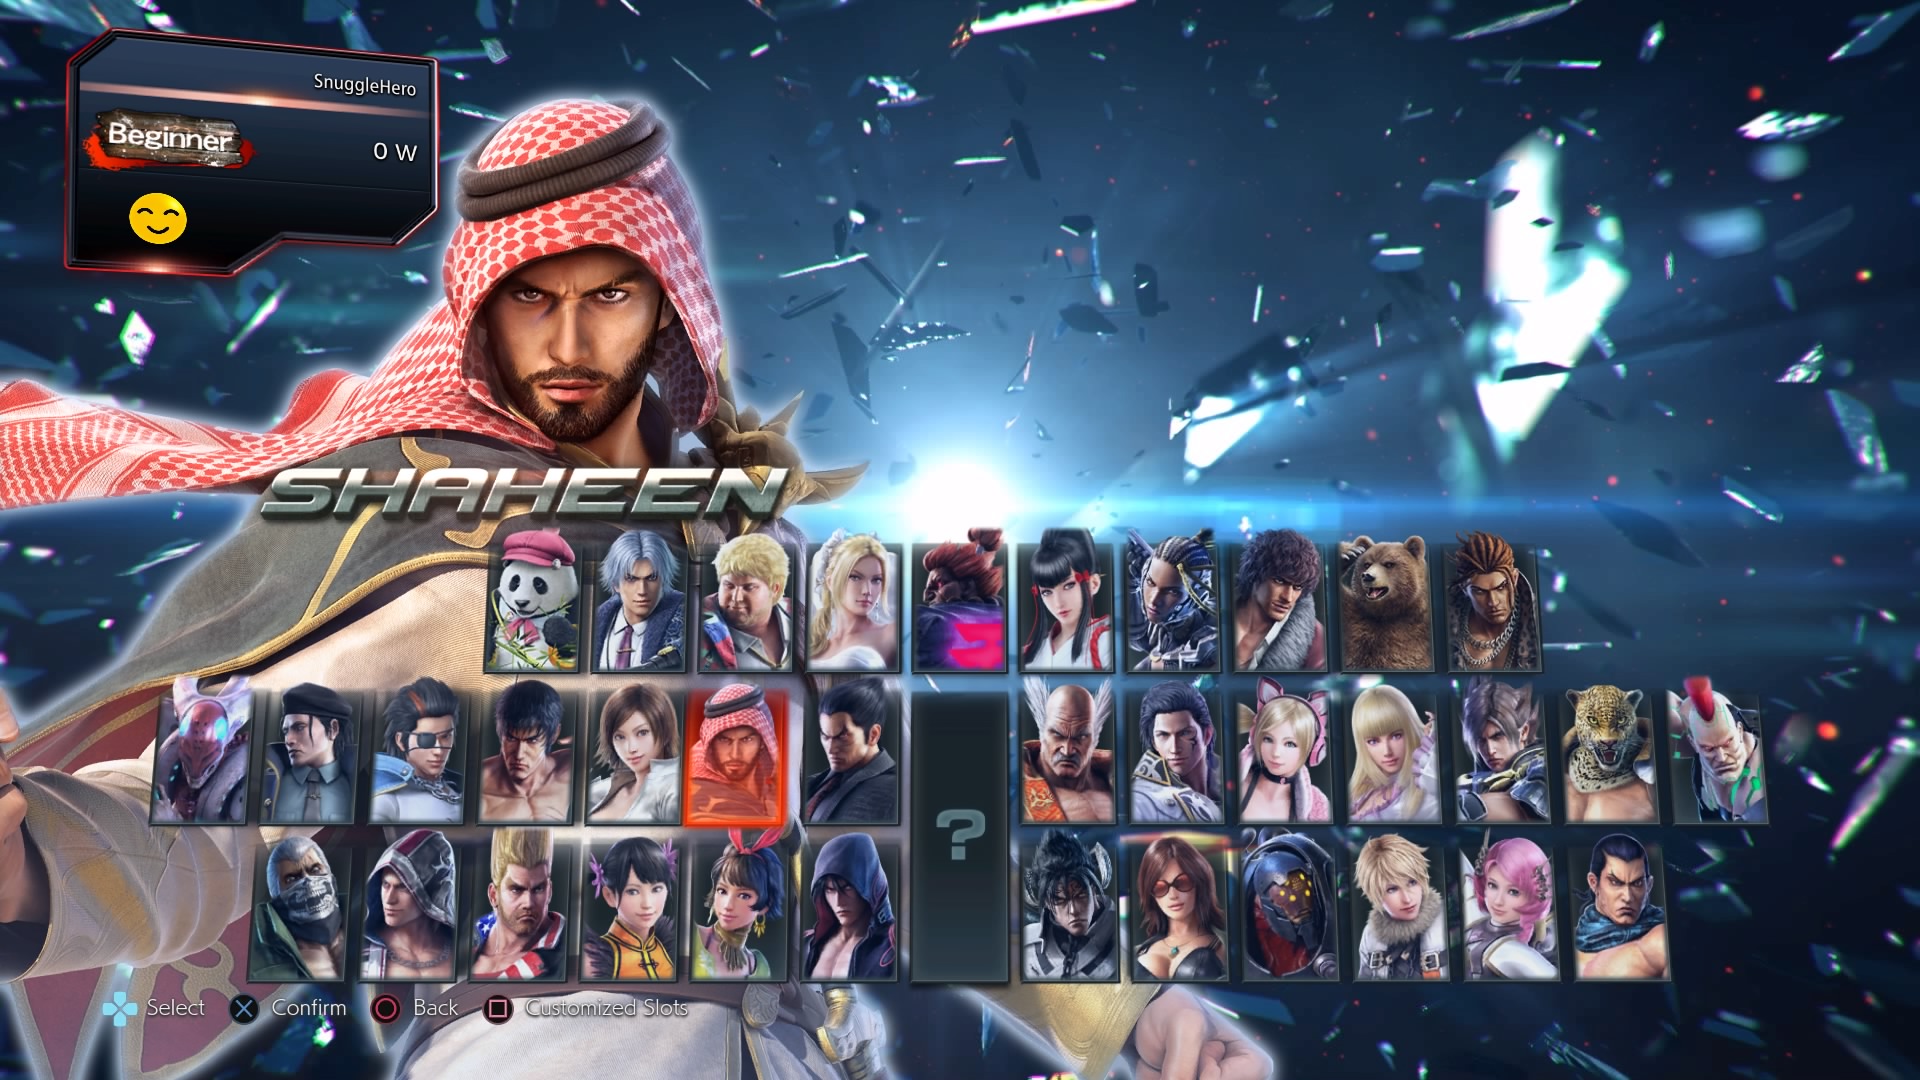 SnuggleHero
Beginner
0 W
SHAHEEN
?
Select
Confirm
Back
Customized Slots